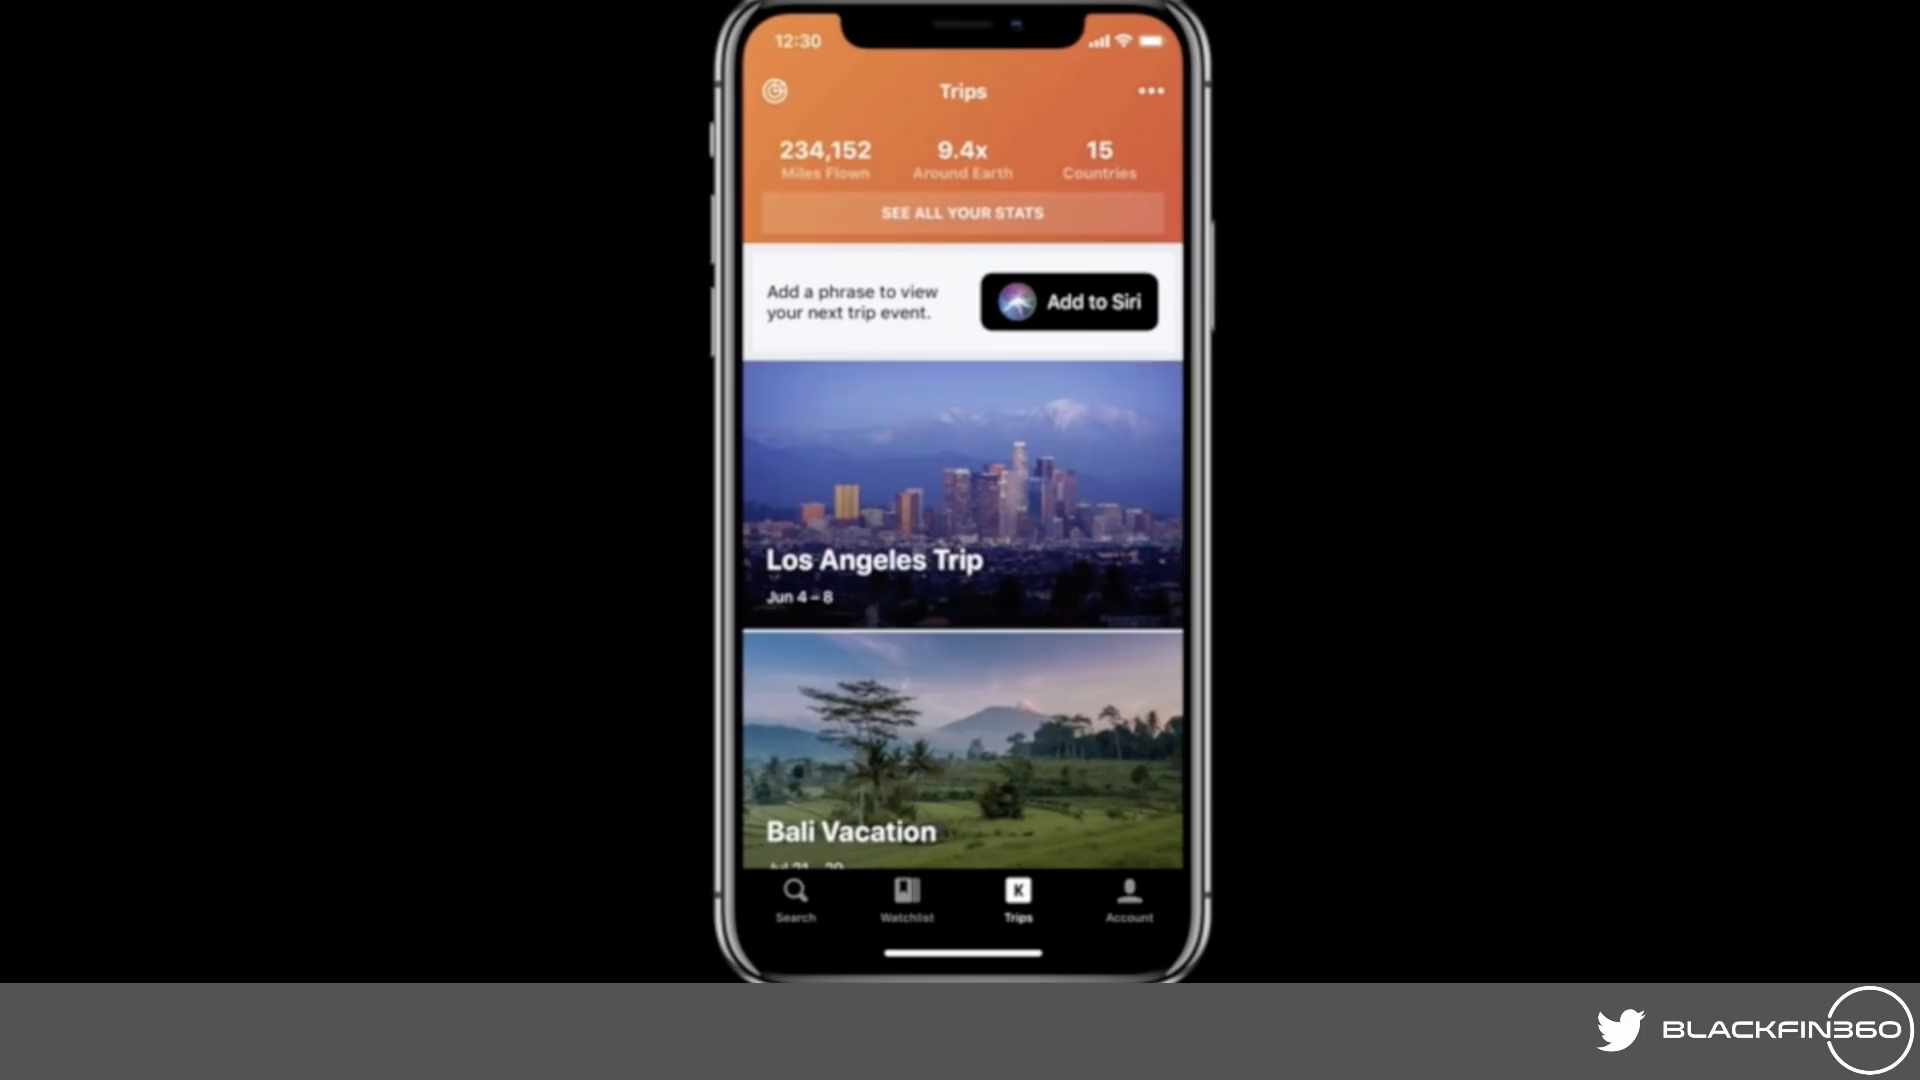 12:30
Trips
234,152 9.4x 15
Miles Flown Around Earth Countries
SEE ALL YOUR STATS
Add a phrase to view
your next trip event.
Add to Siri
Los Angeles Trip
Jun 4 – 8
Bali Vacation
K
Search Watchlist Trips Account
BLACKFIN360